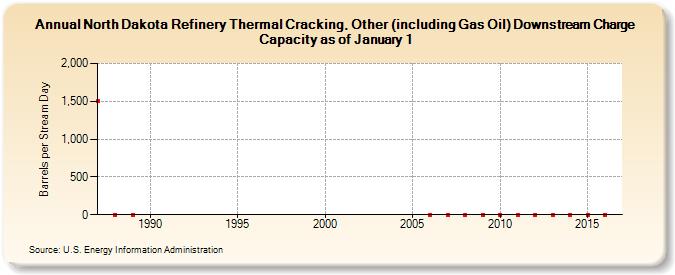 Annual North Dakota Refinery Thermal Cracking, Other (including Gas Oil) Downstream Charge
Capacity as of January 1
Barrels per Stream Day
2,000
1,500
1,000
500
0
1990 1995 2000 2005 2010 2015
Source: U.S. Energy Information Administration